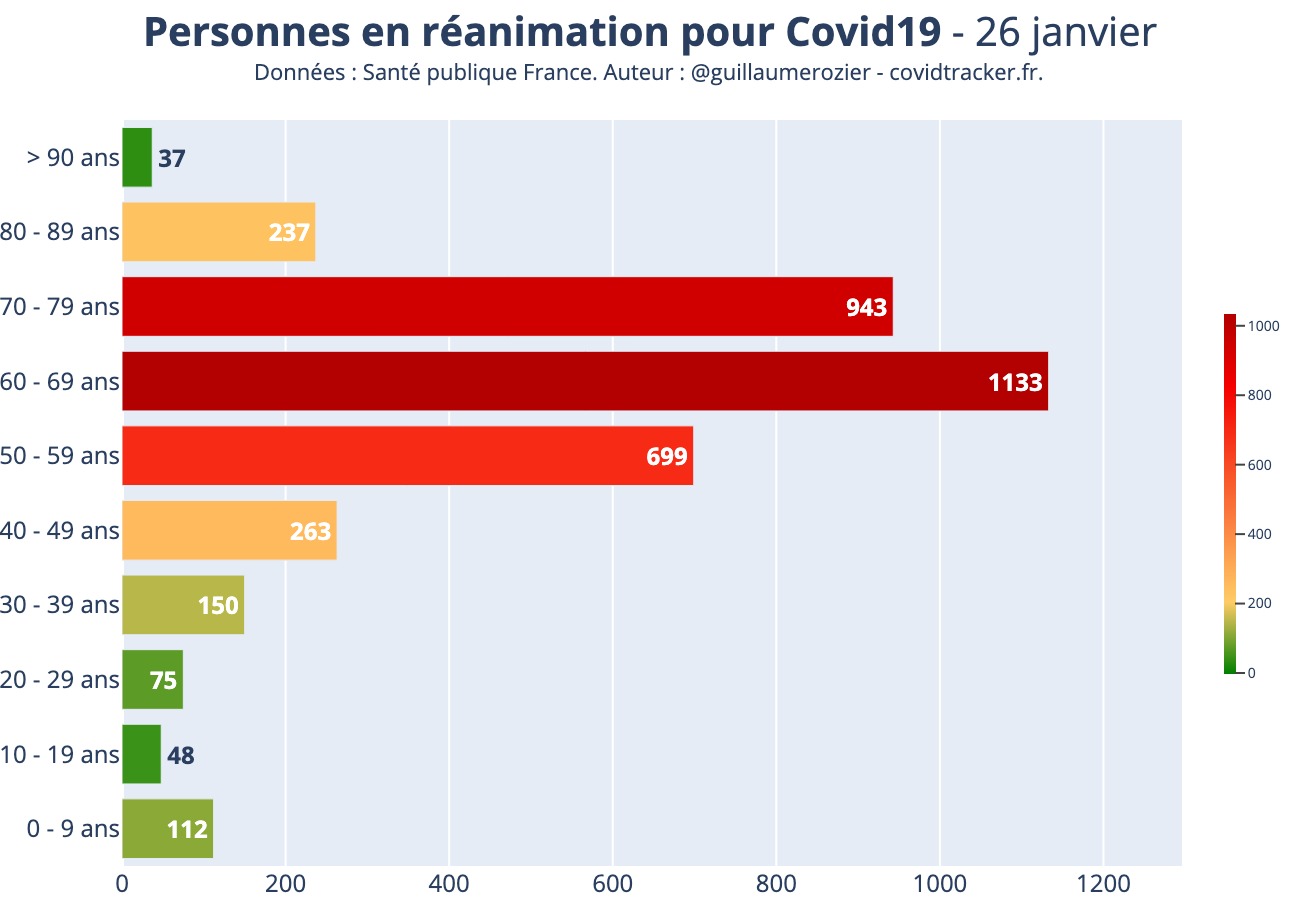 Personnes en réanimation pour Covid19 - 26 janvier
Données : Santé publique France. Auteur : @guillaumerozier - covidtracker.fr.
> 90 ans 37
80 - 89 ans 237
70 - 79 ans 943
60 - 69 ans 1133
50 - 59 ans 699
40 - 49 ans 263
30 - 39 ans 150
20 - 29 ans 75
10 - 19 ans 48
0 - 9 ans 112
0 200 400 600 800 1000 1200
1000
800
600
400
200
0